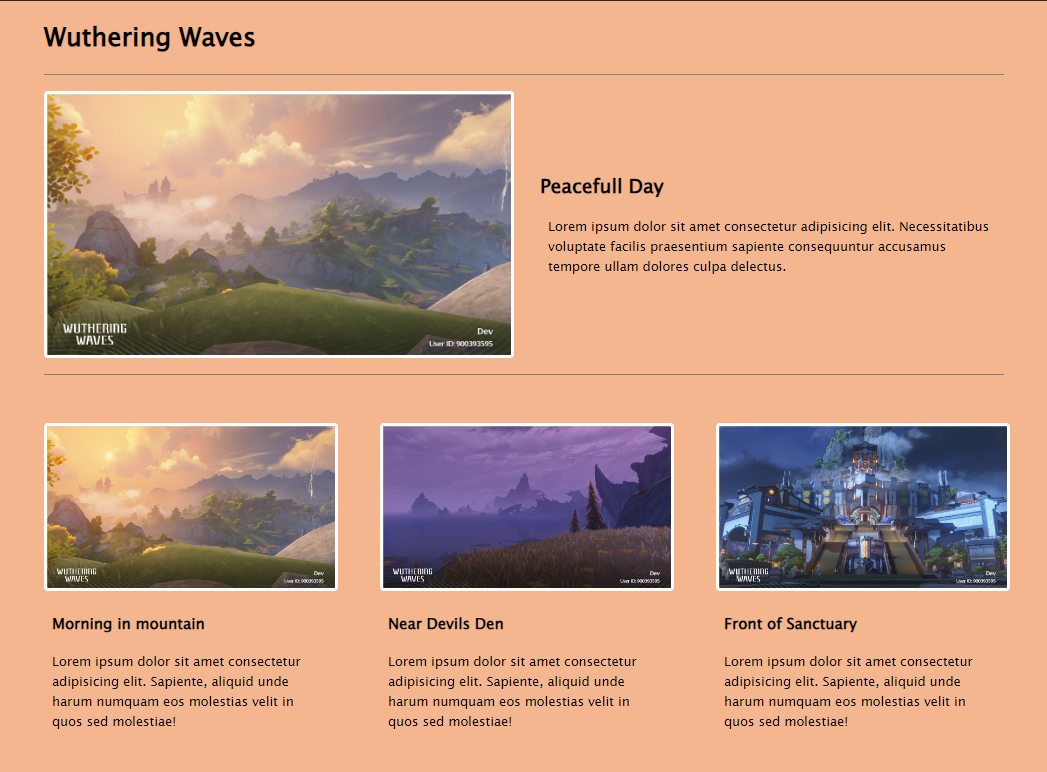 Wuthering Waves
WUTHERING
WAVES
Dev
User ID: 900393595
Peacefull Day
Lorem ipsum dolor sit amet consectetur adipisicing elit. Necessitatibus
voluptate facilis praesentium sapiente consequuntur accusamus
tempore ullam dolores culpa delectus.
WUTHERING
WAVES
Dev
User ID: 900393595
Morning in mountain
Lorem ipsum dolor sit amet consectetur
adipisicing elit. Sapiente, aliquid unde
harum numquam eos molestias velit in
quos sed molestiae!
WUTHERING
WAVES
Dev
User ID: 900393595
Near Devils Den
Lorem ipsum dolor sit amet consectetur
adipisicing elit. Sapiente, aliquid unde
harum numquam eos molestias velit in
quos sed molestiae!
WUTHERING
WAVES
Dev
User ID: 900393595
Front of Sanctuary
Lorem ipsum dolor sit amet consectetur
adipisicing elit. Sapiente, aliquid unde
harum numquam eos molestias velit in
quos sed molestiae!